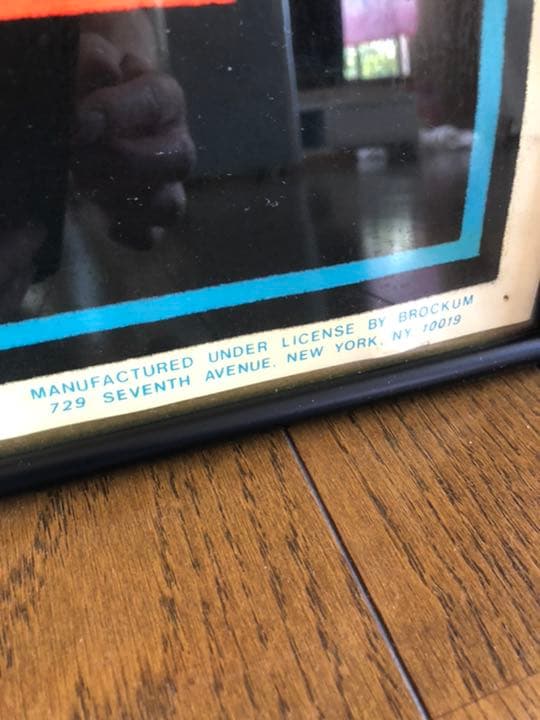 MANUFACTURED UNDER LICENSE BY BROCKUM
729 SEVENTH AVENUE. NEW YORK, NY 10019